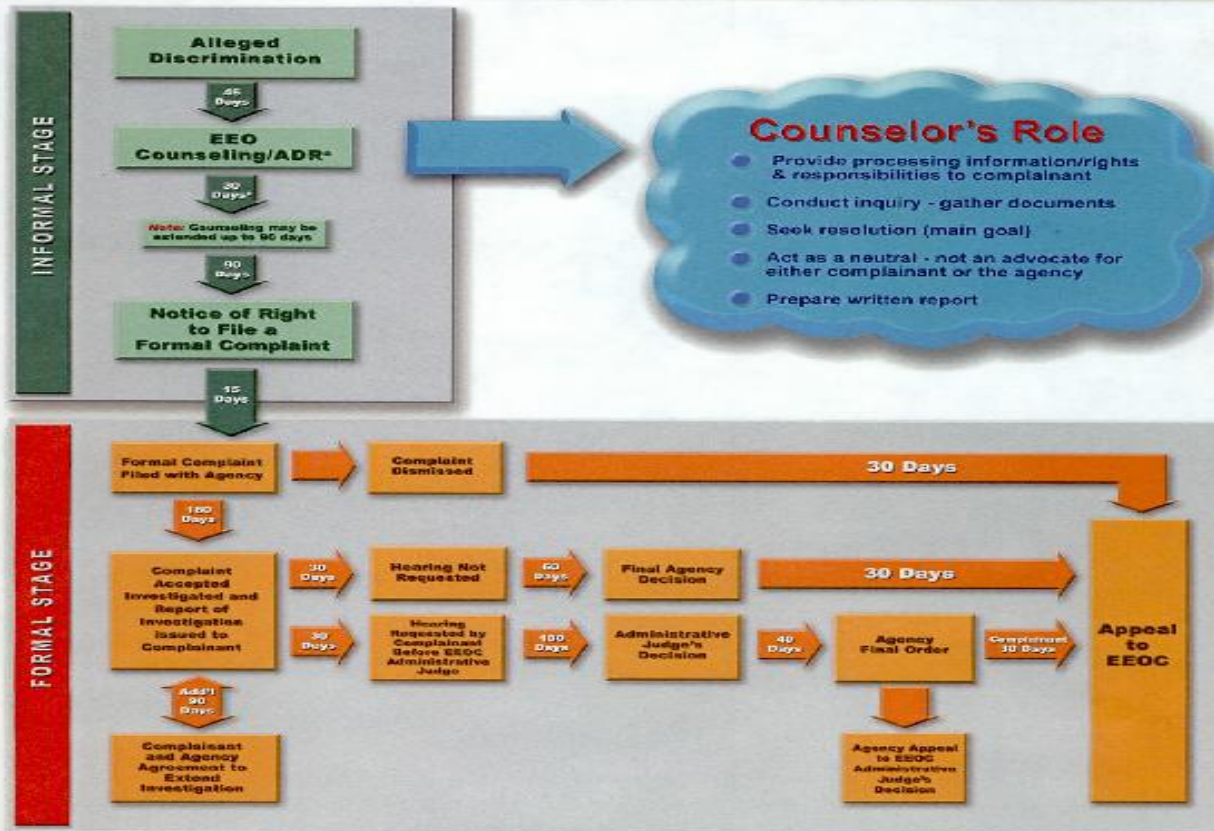 INFORMAL STAGE
Alleged
Discrimination
45
Days
EEO
Counseling/ADR*
30
Days*
Note: Counseling may be
extended up to 90 days
90
Days
Notice of Right
to File a
Formal Complaint
15
Days
Counselor's Role
Provide processing information/rights
& responsibilities to complainant
Conduct inquiry - gather documents
Seek resolution (main goal)
Act as a neutral - not an advocate for
either complainant or the agency
Prepare written report
FORMAL STAGE
Formal Complaint
Filed with Agency
Complaint
Dismissed
30 Days
180
Days
Complaint
Accepted
Investigated and
Report of
Investigation
Issued to
Complainant
30
Days
Hearing Not
Requested
60
Days
Final Agency
Decision
30 Days
30
Days
Hearing
Requested by
Complainant
Before EEOC
Administrative
Judge
180
Days
Administrative
Judge's
Decision
40
Days
Agency
Final Order
Complainant
30 Days
Appeal
to
EEOC
Add'l
90
Days
Complainant
and Agency
Agreement to
Extend
Investigation
Agency Appeal
to EEOC
Administrative
Judge's
Decision